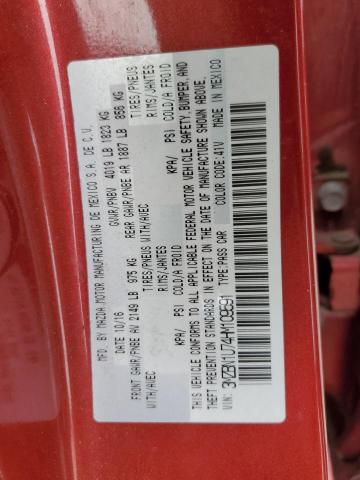 MFD. BY MAZDA MOTOR MANUFACTURING DE MEXICO S.A. DE C.V.
DATE: 10/16 GVWR/PNBV 4019 LB 1823 KG
FRONT GAWR/PNBE AV 2149 LB 975 KG REAR GAWR/PNBE AR 1887 LB 856 KG
WITH/AVEC TIRES/PNEUS WITH/AVEC TIRES/PNEUS
RIMS/JANTES RIMS/JANTES
KPA/ PSI COLD/A FROID KPA/ PSI COLD/A FROID
THIS VEHICLE CONFORMS TO ALL APPLICABLE FEDERAL MOTOR VEHICLE SAFETY, BUMPER, AND
THEFT PREVENTION STANDARDS IN EFFECT ON THE DATE OF MANUFACTURE SHOWN ABOVE.
3MZBN1U74HM109691 TYPE: PASS CAR COLOR CODE: 41V
MADE IN MEXICO